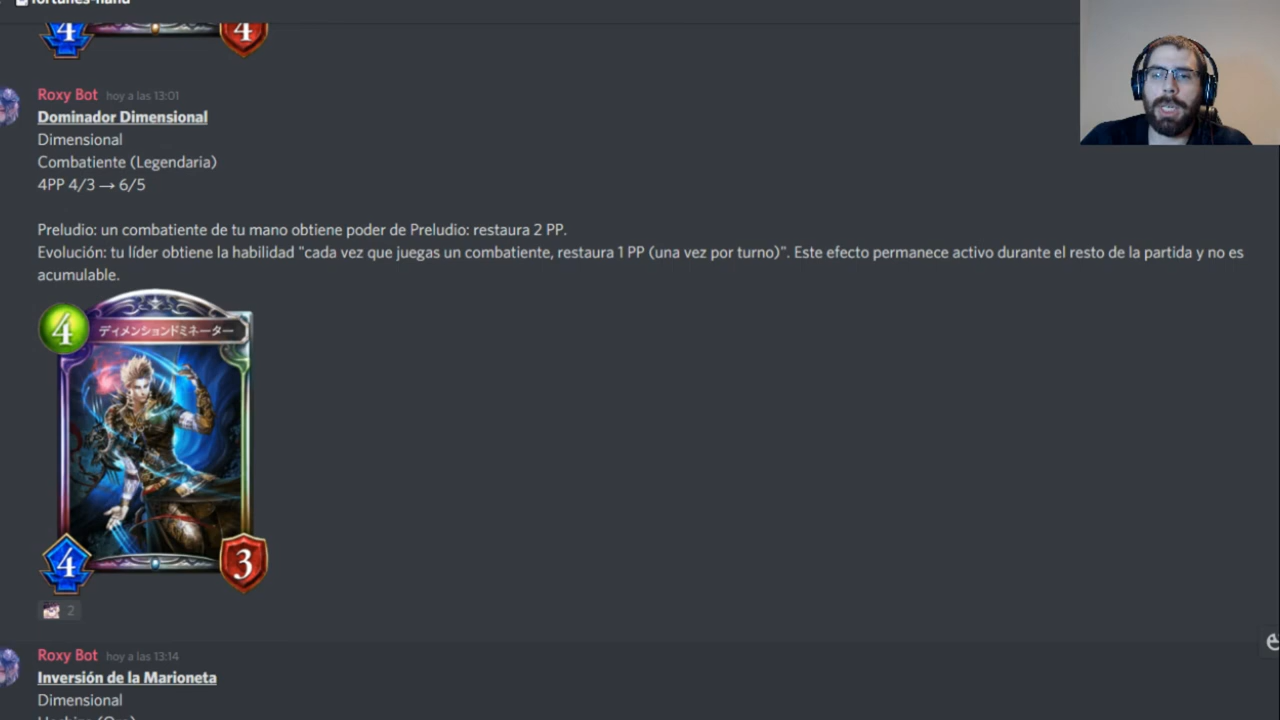 fortunes-hand
4 4
Roxy Bot hoy a las 13:01
Dominador Dimensional
Dimensional
Combatiente (Legendaria)
4PP 4/3 → 6/5
Preludio: un combatiente de tu mano obtiene poder de Preludio: restaura 2 PP.
Evolución: tu líder obtiene la habilidad "cada vez que juegas un combatiente, restaura 1 PP (una vez por turno)". Este efecto permanece activo durante el resto de la partida y no es
acumulable.
4 ディメンションドミネーター
4 3
2
Roxy Bot hoy a las 13:14
Inversión de la Marioneta
Dimensional